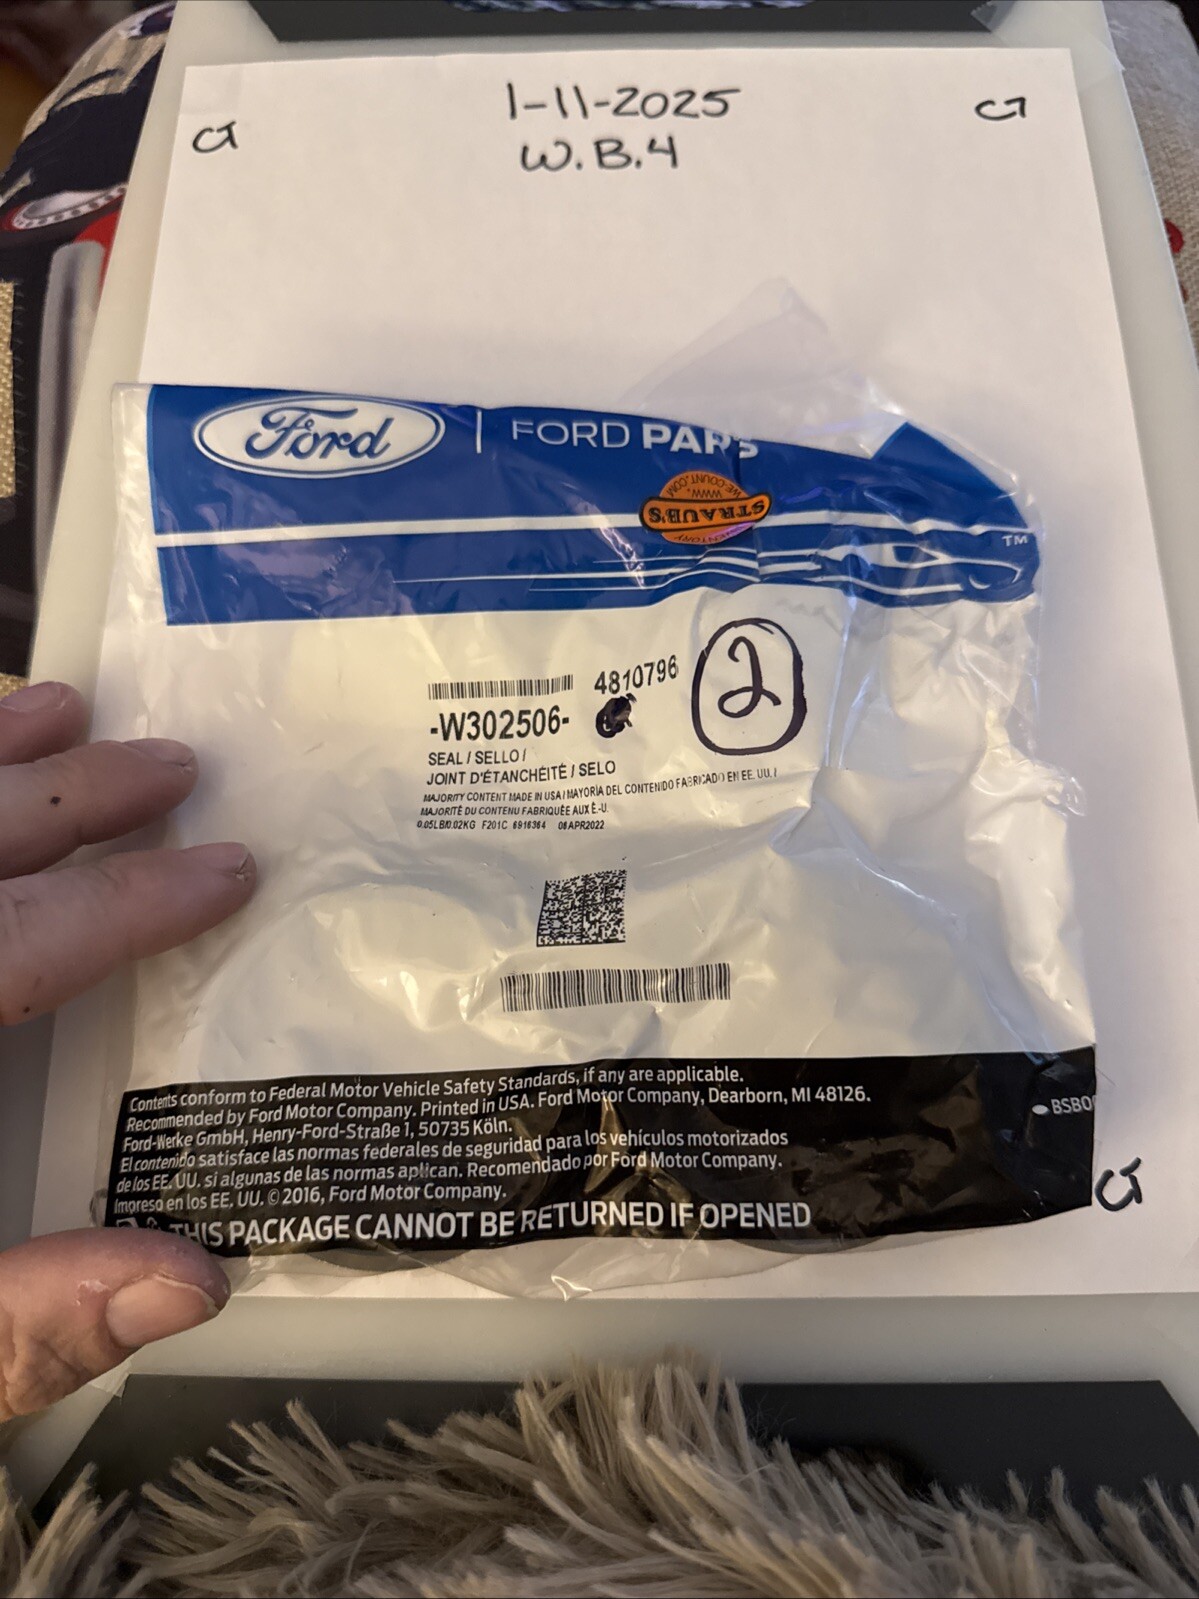 1-11-2025
W.B.4
CT
CT
Ford | FORD PARTS
WE-COUNT.COM
WWW.
STRAUB'S
INVENTORY
TM
4810796
2
-W302506-
SEAL / SELLO /
JOINT D'ÉTANCHÉITÉ / SELO
MAJORITY CONTENT MADE IN USA / MAYORÍA DEL CONTENIDO FABRICADO EN EE. UU. /
MAJORITÉ DU CONTENU FABRIQUÉE AUX É.-U.
0.05LB/0.02KG F201C 6916364 06APR2022
Contents conform to Federal Motor Vehicle Safety Standards, if any are applicable.
Recommended by Ford Motor Company. Printed in USA. Ford Motor Company, Dearborn, MI 48126.
Ford-Werke GmbH, Henry-Ford-Straße 1, 50735 Köln.
El contenido satisface las normas federales de seguridad para los vehículos motorizados
de los EE. UU. si algunas de las normas aplican. Recomendado por Ford Motor Company.
Impreso en los EE. UU. © 2016, Ford Motor Company.
THIS PACKAGE CANNOT BE RETURNED IF OPENED
CT